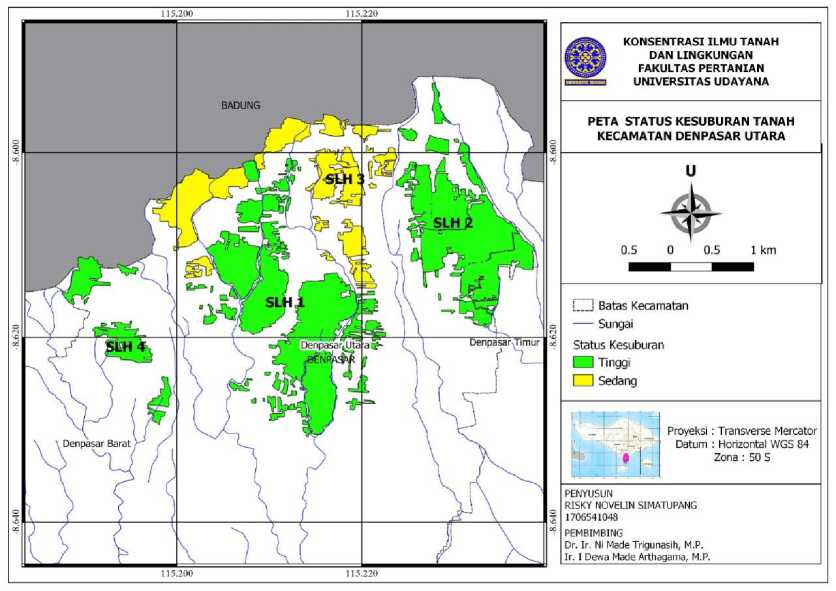 115.200
115.220
BADUNG
-8.600
-8.600
SLH 3
SLH 2
SLH 1
-8.620
-8.620
SLH 4
Denpasar Utara
DENPASAR
Denpasar Timur
Denpasar Barat
-8.640
-8.640
115.200
115.220
KONSENTRASI ILMU TANAH
DAN LINGKUNGAN
FAKULTAS PERTANIAN
UNIVERSITAS UDAYANA
PETA STATUS KESUBURAN TANAH
KECAMATAN DENPASAR UTARA
U
0.5 0 0.5 1 km
Batas Kecamatan
Sungai
Status Kesuburan
Tinggi
Sedang
Proyeksi : Transverse Mercator
Datum : Horizontal WGS 84
Zona : 50 S
PENYUSUN
RISKY NOVELIN SIMATUPANG
1706541048
PEMBIMBING
Dr. Ir. Ni Made Trigunasih, M.P.
Ir. I Dewa Made Arthagama, M.P.